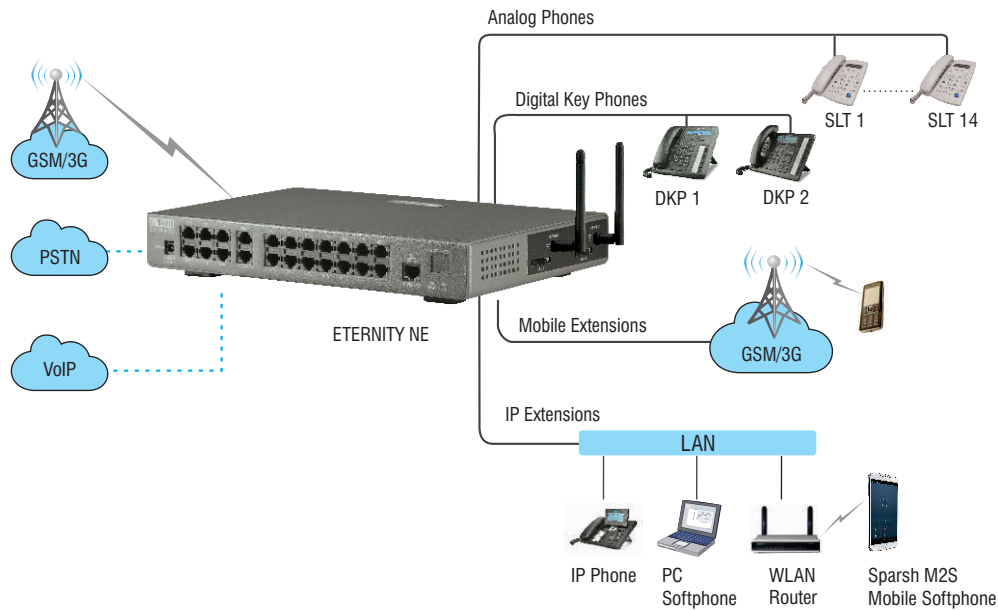 Analog Phones
SLT 1
SLT 14
Digital Key Phones
DKP 1
DKP 2
GSM/3G
PSTN
VoIP
ETERNITY NE
Mobile Extensions
GSM/3G
IP Extensions
LAN
IP Phone
PC
Softphone
WLAN
Router
Sparsh M2S
Mobile Softphone